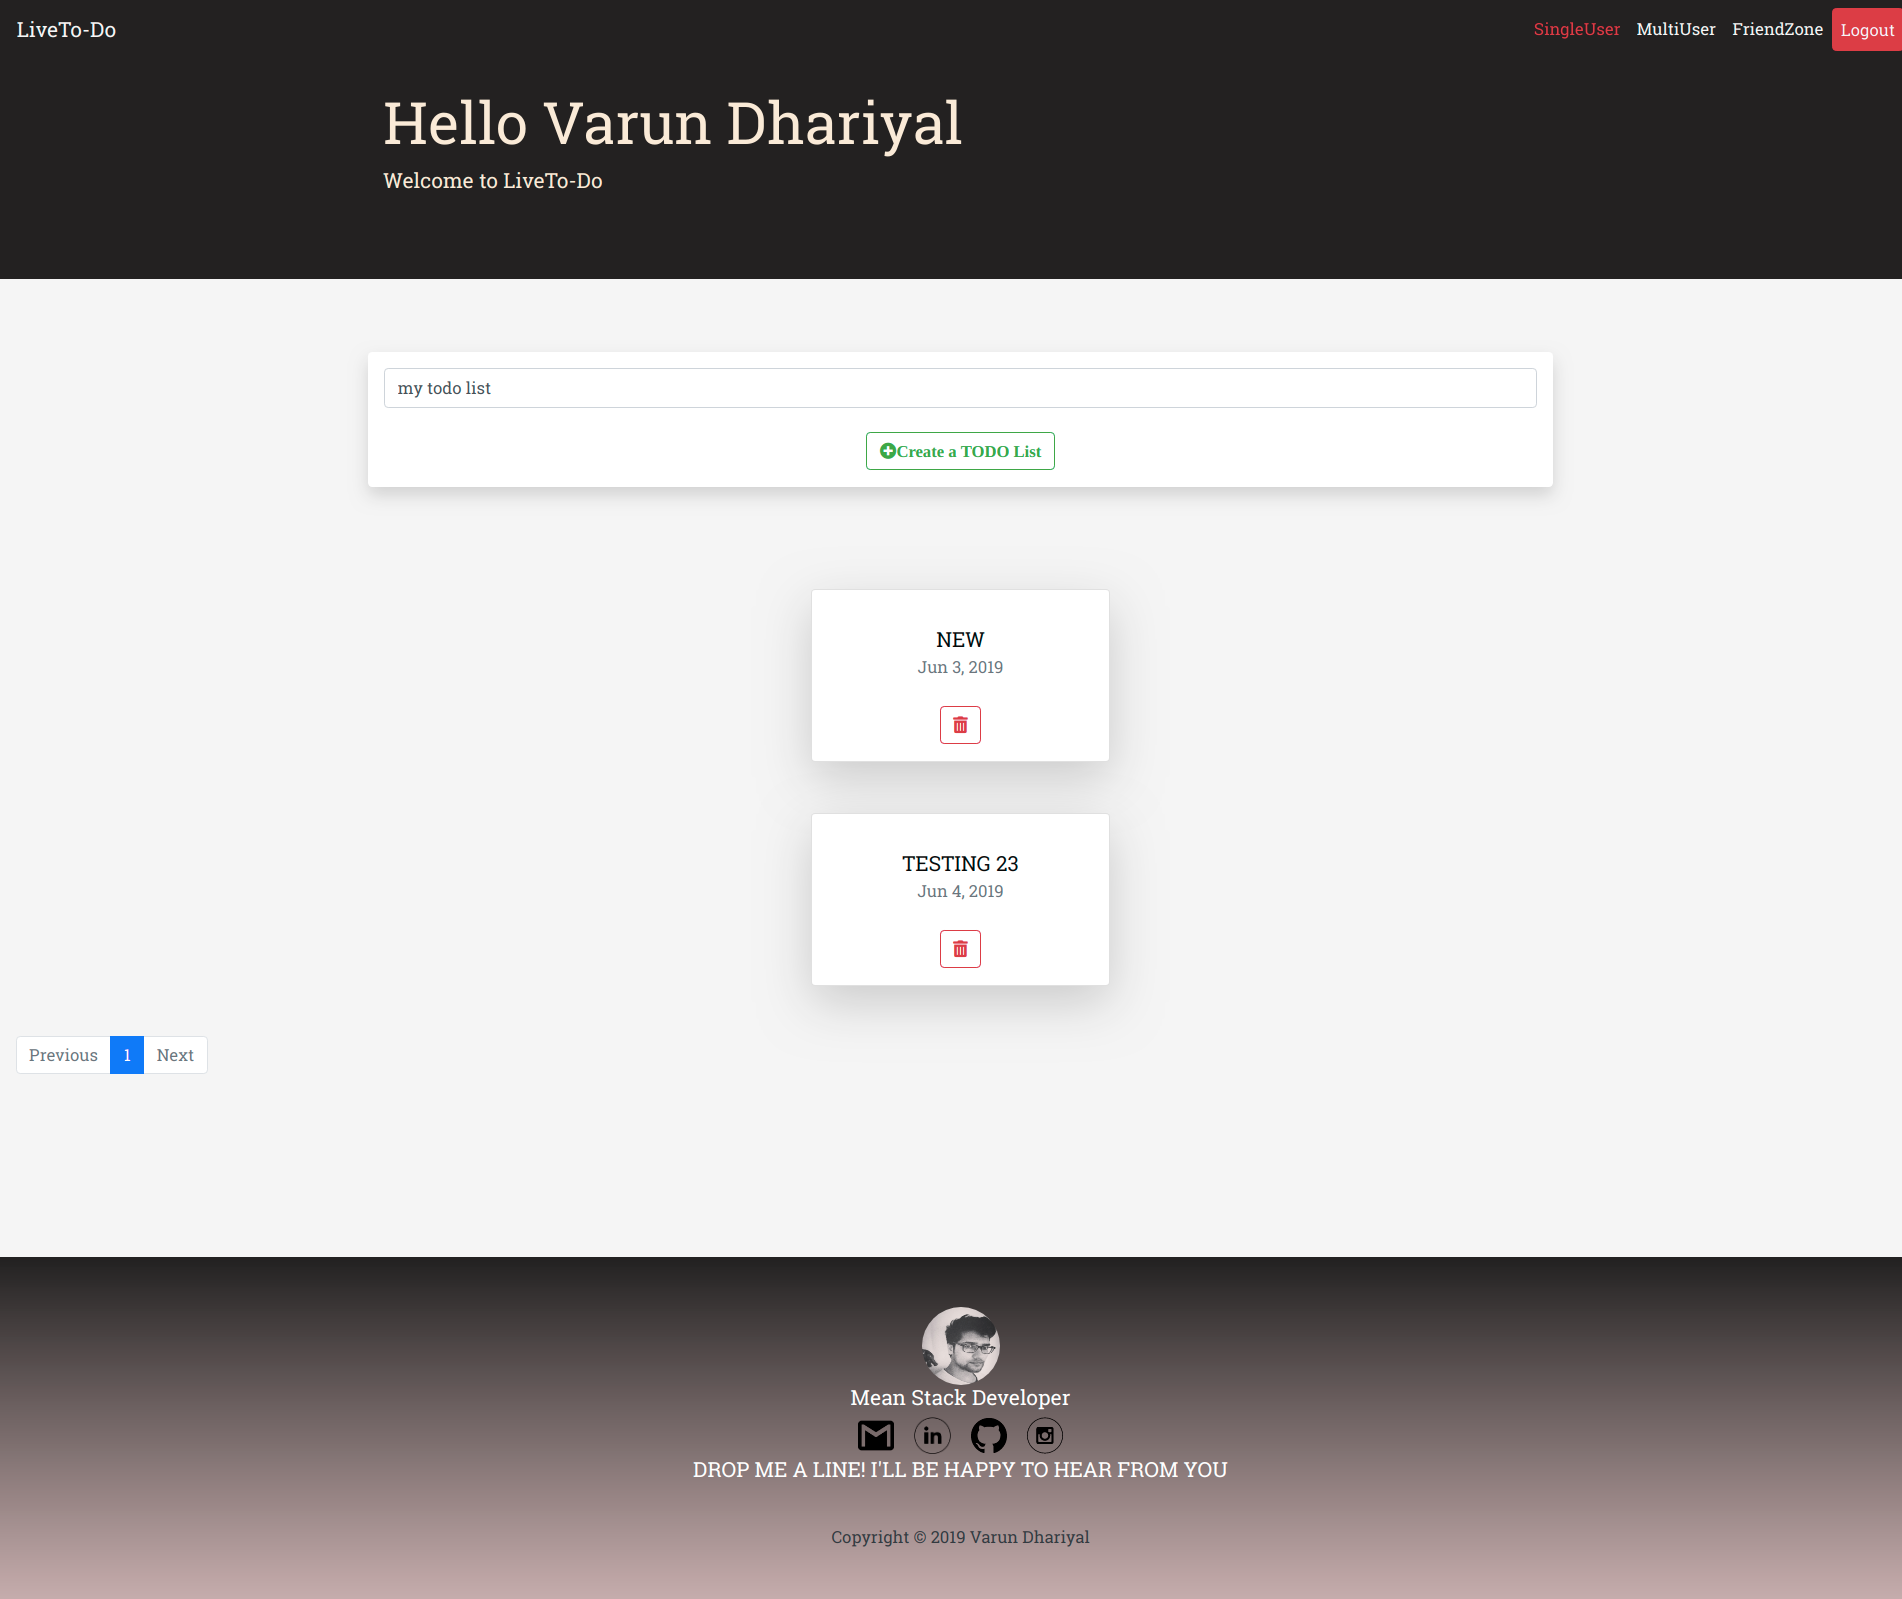 LiveTo-Do
SingleUser MultiUser FriendZone Logout
Hello Varun Dhariyal
Welcome to LiveTo-Do
my todo list
Create a TODO List
NEW
Jun 3, 2019
TESTING 23
Jun 4, 2019
Previous 1 Next
Mean Stack Developer
in
DROP ME A LINE! I'LL BE HAPPY TO HEAR FROM YOU
Copyright © 2019 Varun Dhariyal